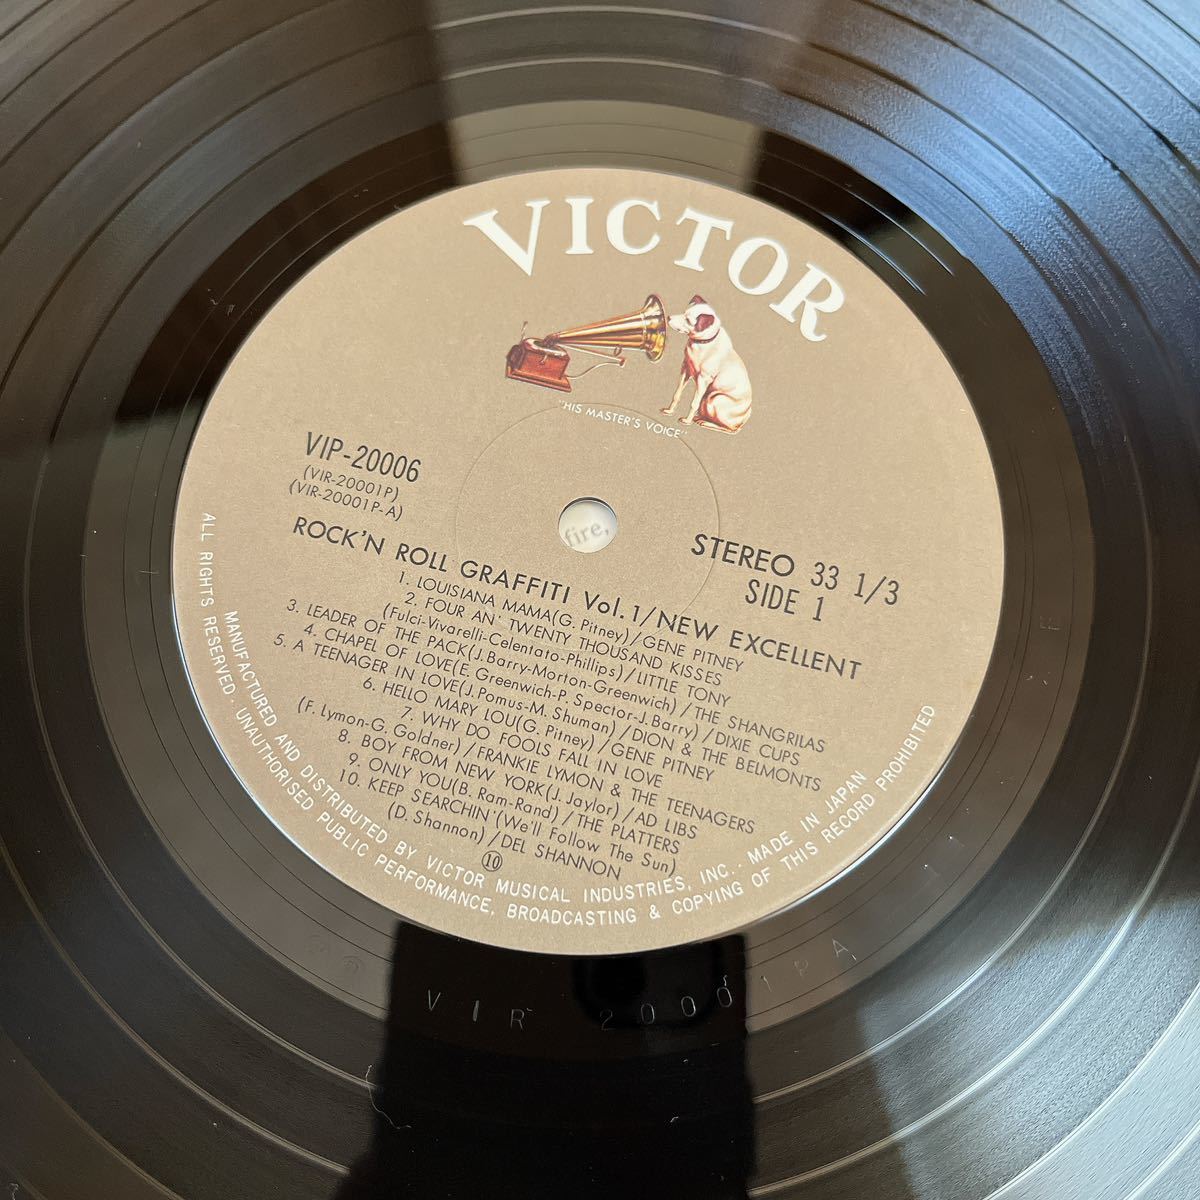 VICTOR
"HIS MASTER'S VOICE"
VIP-20006
(VIR-20001P)
(VIR-20001P-A)
fire,
STEREO 33 1/3
SIDE 1
ROCK'N ROLL GRAFFITI Vol. 1/NEW EXCELLENT
1. LOUISIANA MAMA(G. Pitney)/GENE PITNEY
2. FOUR AN' TWENTY THOUSAND KISSES
(Fulci-Vivarelli-Celentato-Phillips)/LITTLE TONY
3. LEADER OF THE PACK(J. Barry-Morton-Greenwich)/THE SHANGRILAS
4. CHAPEL OF LOVE(E. Greenwich-P, Spector-J. Barry)/DIXIE CUPS
5. A TEENAGER IN LOVE(J. Pomus-M. Shuman)/DION & THE BELMONTS
6. HELLO MARY LOU(G. Pitney)/GENE PITNEY
7. WHY DO FOOLS FALL IN LOVE
(F. Lymon-G. Goldner)/FRANKIE LYMON & THE TEENAGERS
8. BOY FROM NEW YORK(J. Jaylor)/AD LIBS
9. ONLY YOU(B. Ram-Rand)/THE PLATTERS
10. KEEP SEARCHIN'(We'll Follow The Sun)
(D. Shannon)/DEL SHANNON
⑩
MANUFACTURED AND DISTRIBUTED BY VICTOR MUSICAL INDUSTRIES, INC. · MADE IN JAPAN
ALL RIGHTS RESERVED. UNAUTHORISED PUBLIC PERFORMANCE, BROADCASTING & COPYING OF THIS RECORD PROHIBITED
VIR 20001PA